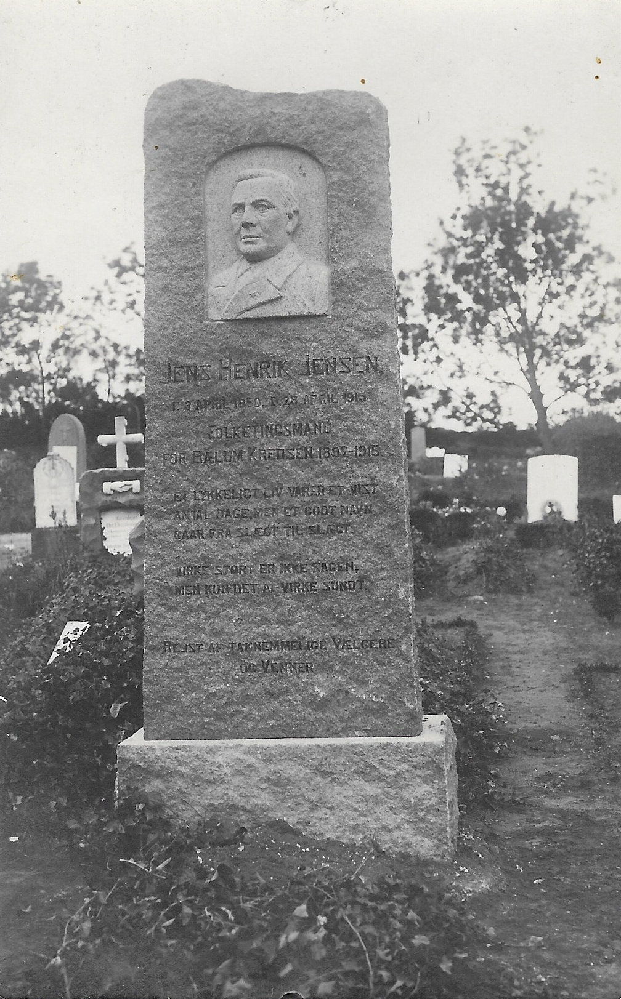 JENS HENRIK JENSEN,
F. 3 APRIL 1850. D. 28 APRIL 1915.
FOLKETINGSMAND
FOR BÆLUM KREDSEN 1892-1915.
ET LYKKELIGT LIV VARER ET VIST
ANTAL DAGE, MEN ET GODT NAVN
GAAR FRA SLÆGT TIL SLÆGT.
VIRKE STORT ER IKKE SAGEN,
MEN KUN DET AT VIRKE SUNDT.
REJST AF TAKNEMMELIGE VÆLGERE
OG VENNER